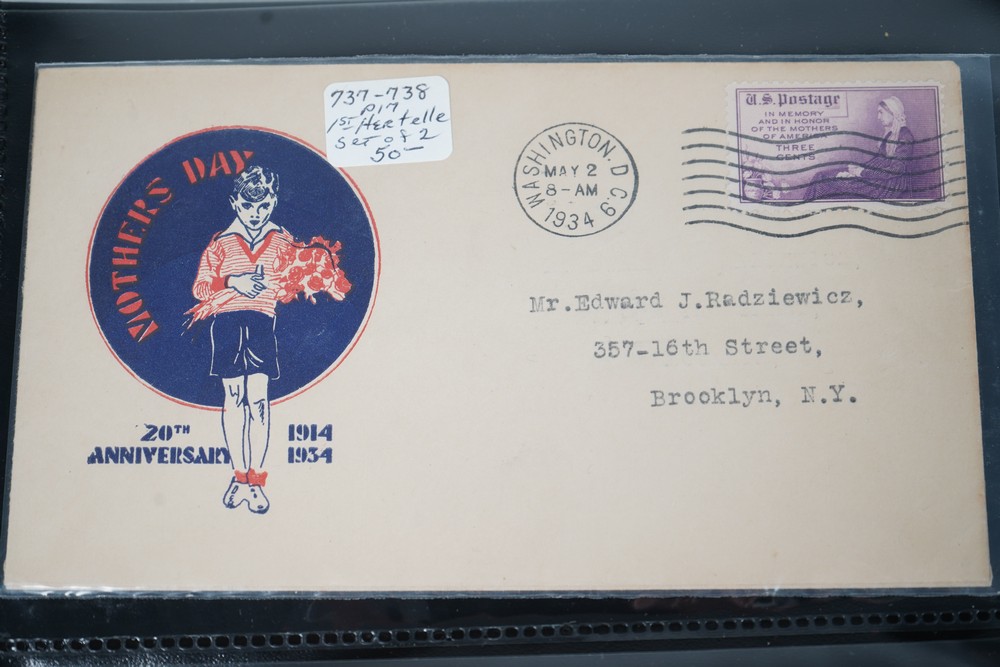 737-738
P17
1ST Hertelle
Set of 2
50-
MOTHERS DAY
20TH
ANNIVERSARY
1914
1934
WASHINGTON, D.C. 9
MAY 2
8-AM
1934
U.S. Postage
IN MEMORY
AND IN HONOR
OF THE MOTHERS
OF AMERICA
THREE
CENTS
Mr.Edward J.Radziewicz,
357-16th Street,
Brooklyn, N.Y.